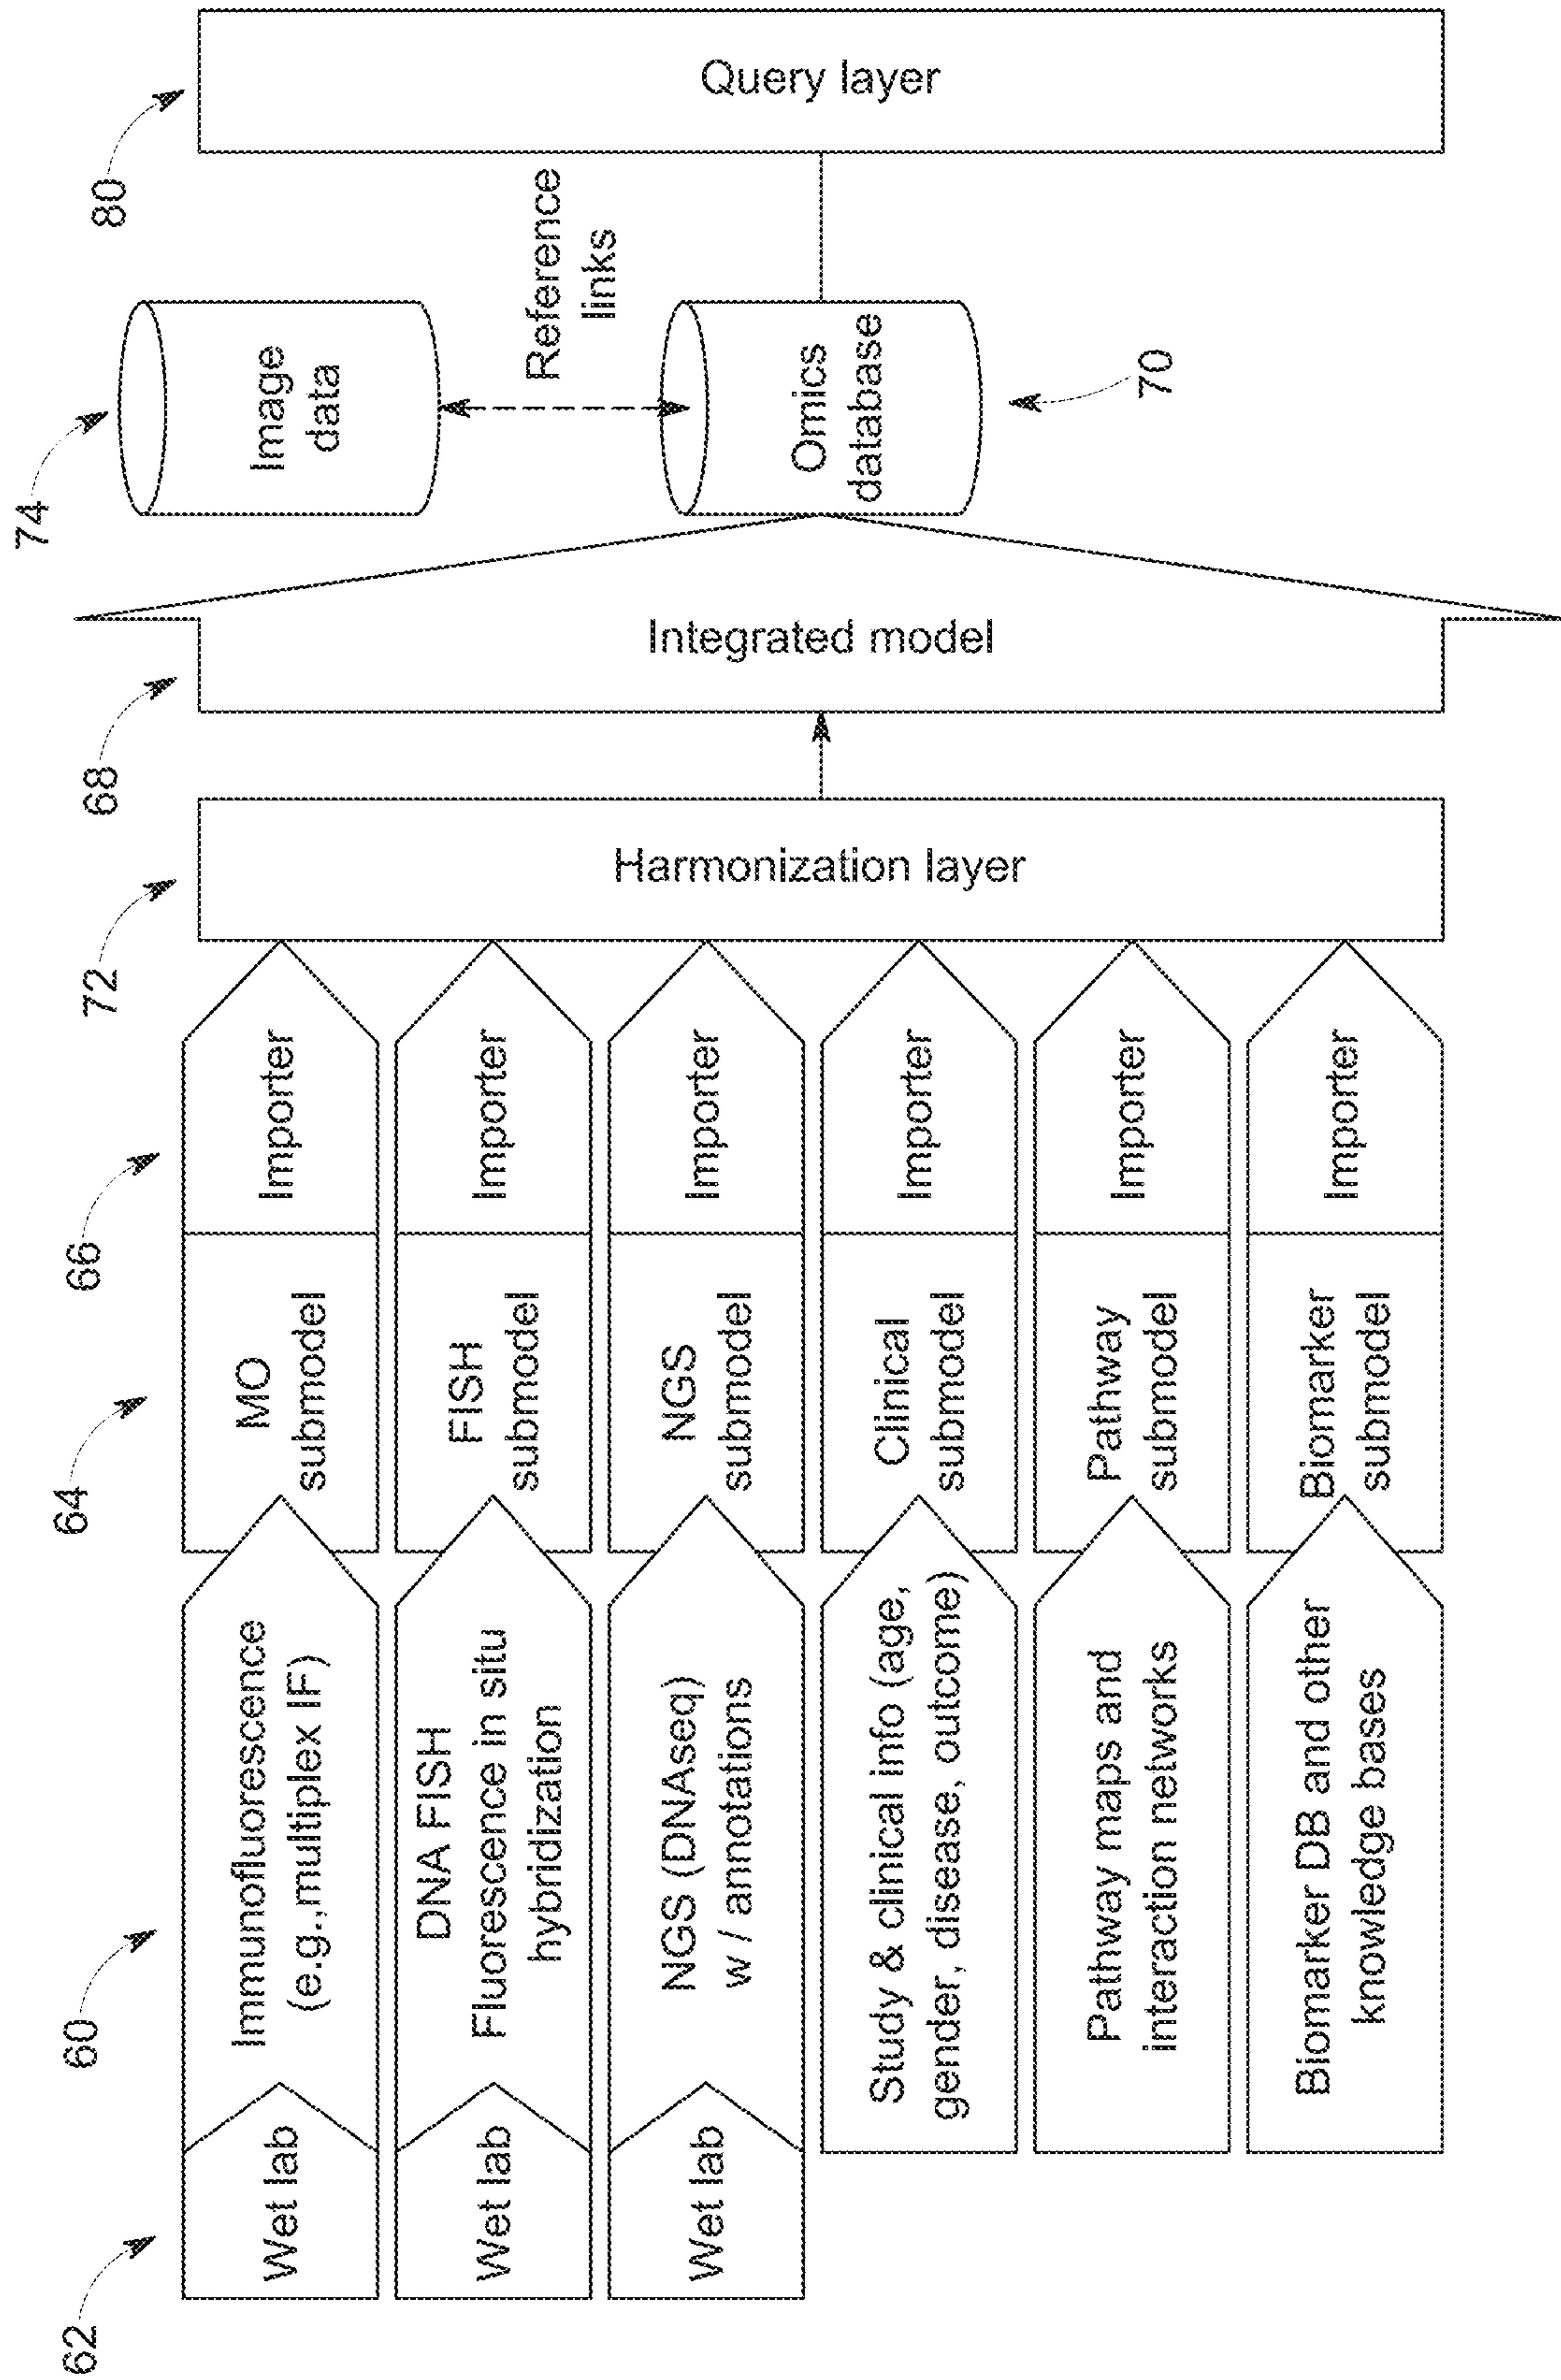 62
60
64
66
72
68
74
80
Wet lab
Immunofluorescence
(e.g.,multiplex IF)
MO
submodel
Importer
Wet lab
DNA FISH
Fluorescence in situ
hybridization
FISH
submodel
Importer
Wet lab
NGS (DNAseq)
w / annotations
NGS
submodel
Importer
Study & clinical info (age,
gender, disease, outcome)
Clinical
submodel
Importer
Pathway maps and
interaction networks
Pathway
submodel
Importer
Biomarker DB and other
knowledge bases
Biomarker
submodel
Importer
Harmonization layer
Integrated model
Image
data
Reference
links
Omics
database
70
Query layer